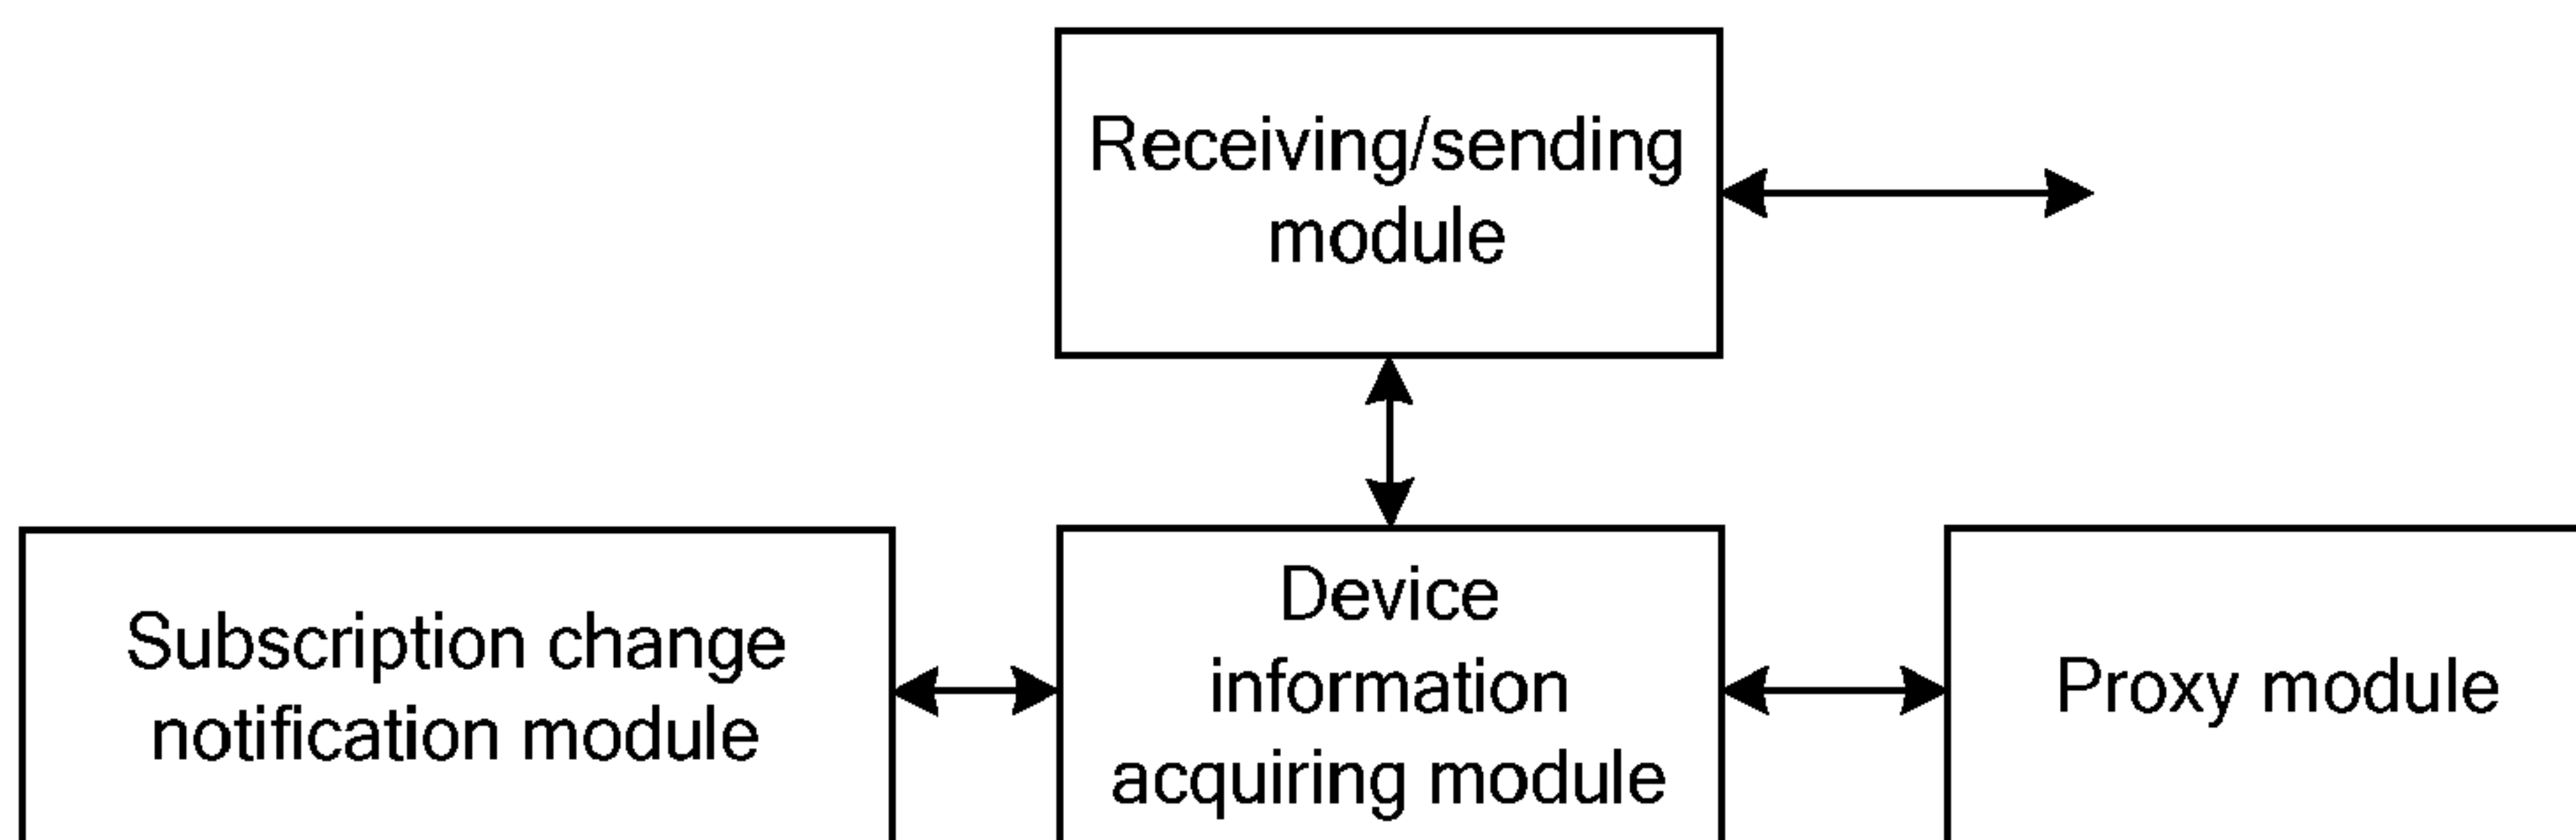 Receiving/sending
module
Subscription change
notification module
Device
information
acquiring module
Proxy module